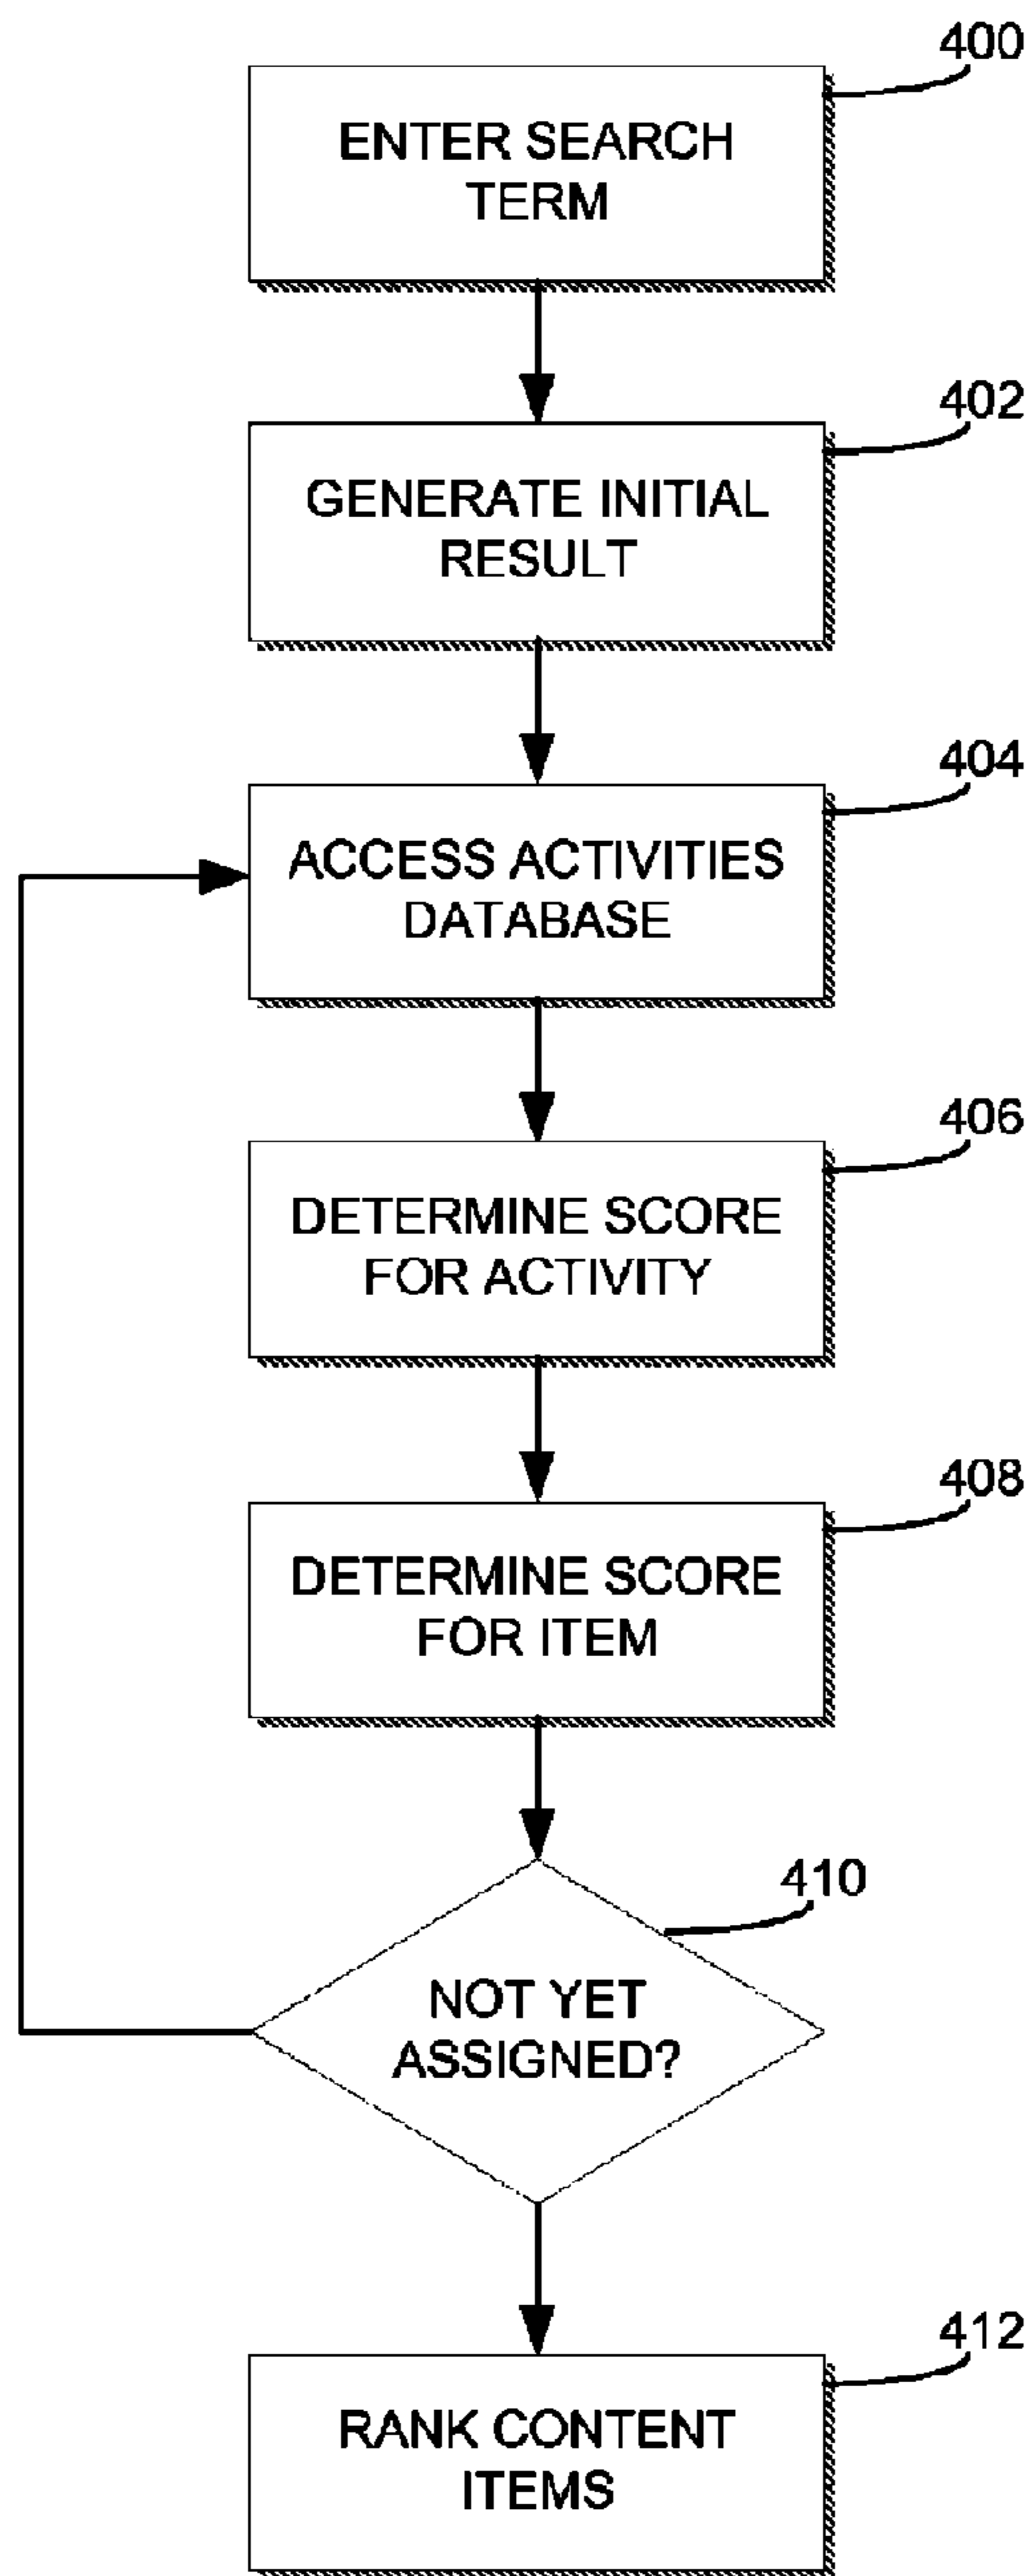 400
ENTER SEARCH
TERM
402
GENERATE INITIAL
RESULT
404
ACCESS ACTIVITIES
DATABASE
406
DETERMINE SCORE
FOR ACTIVITY
408
DETERMINE SCORE
FOR ITEM
410
NOT YET
ASSIGNED?
412
RANK CONTENT
ITEMS